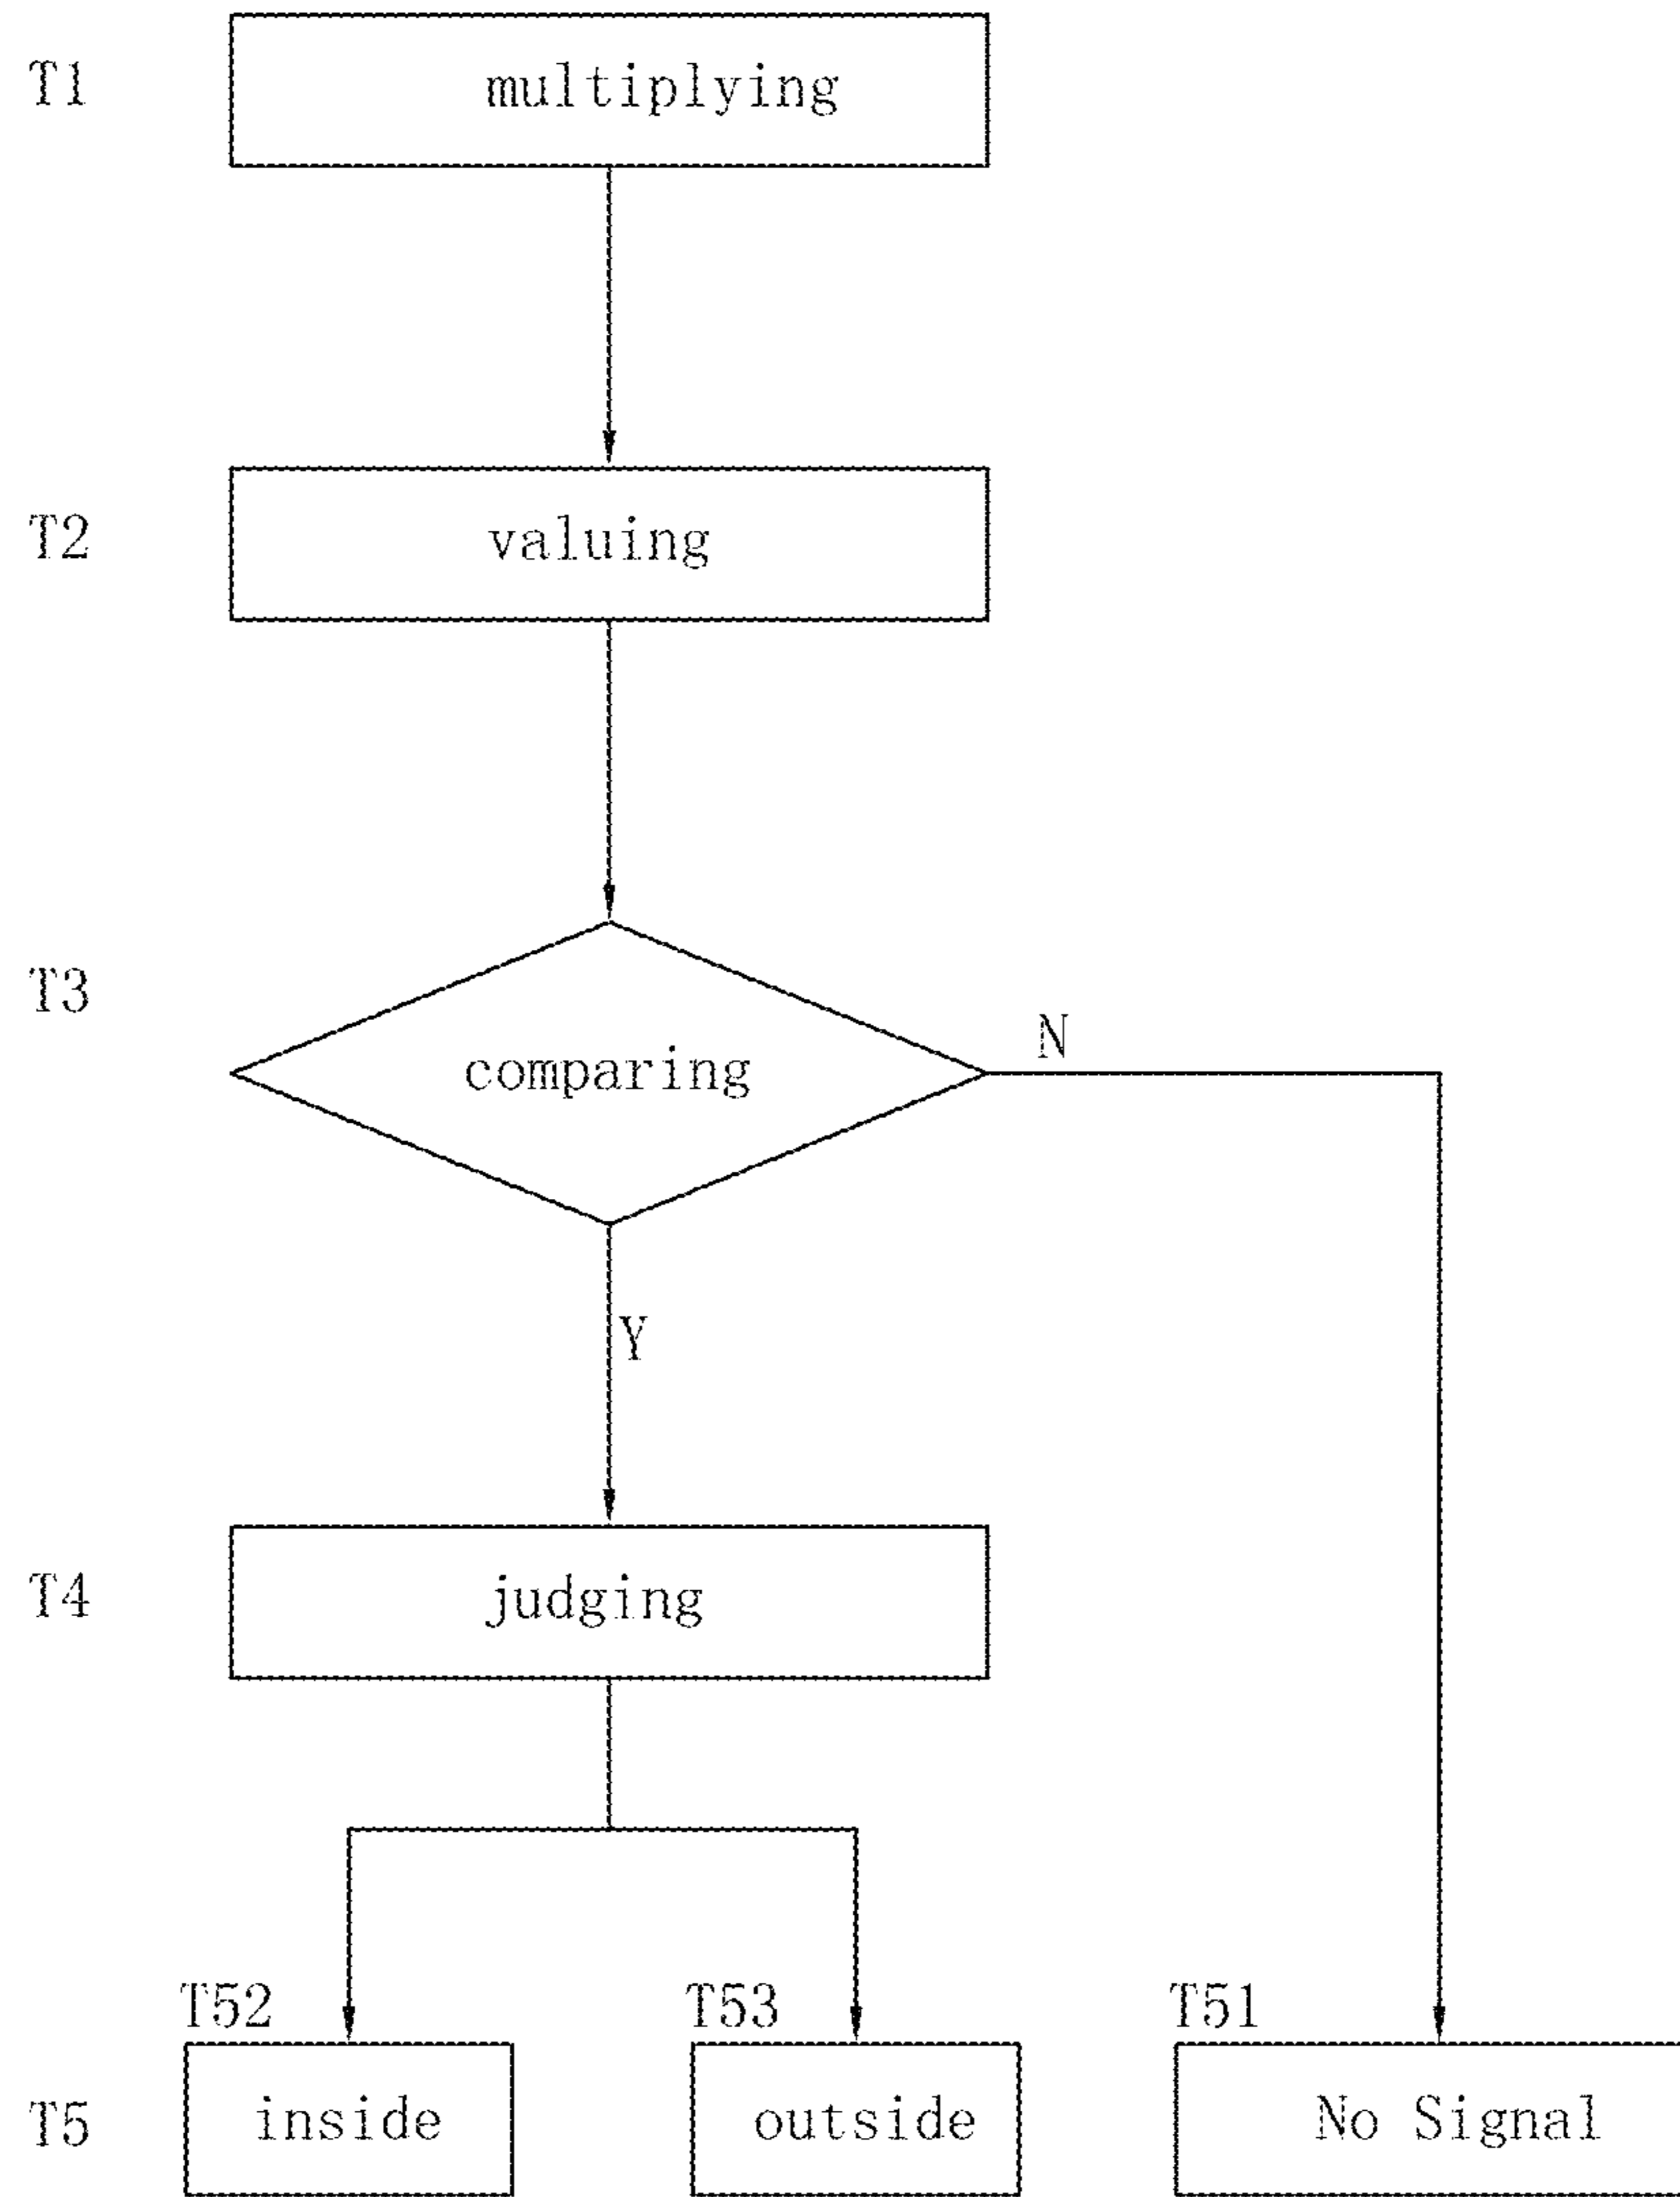 T1
multiplying
T2
valuing
T3
comparing
N
Y
T4
judging
T52
T53
T51
T5
inside
outside
No Signal